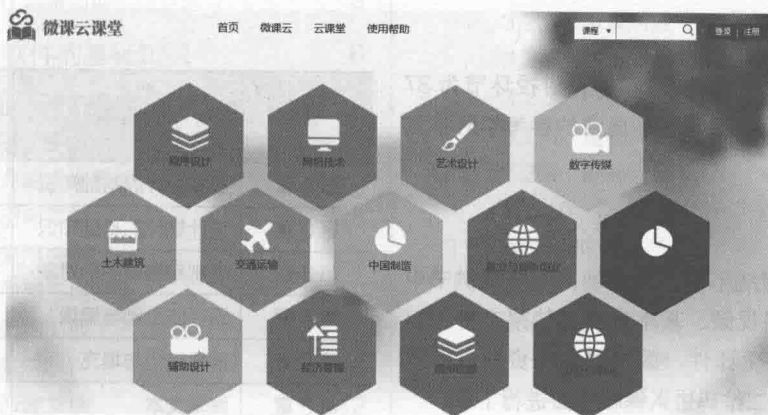 微课云课堂
首页 微课云 云课堂 使用帮助
课程 登录 | 注册
程序设计
网络技术
艺术设计
数字传媒
土木建筑
交通运输
中国制造
辅助设计
经济管理